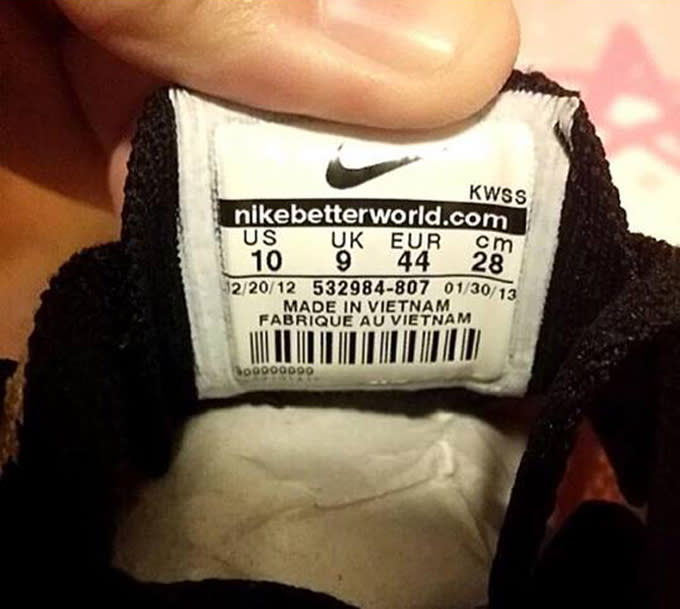 KWSS
nikebetterworld.com
US UK EUR cm
10 9 44 28
12/20/12 532984-807 01/30/13
MADE IN VIETNAM
FABRIQUE AU VIETNAM